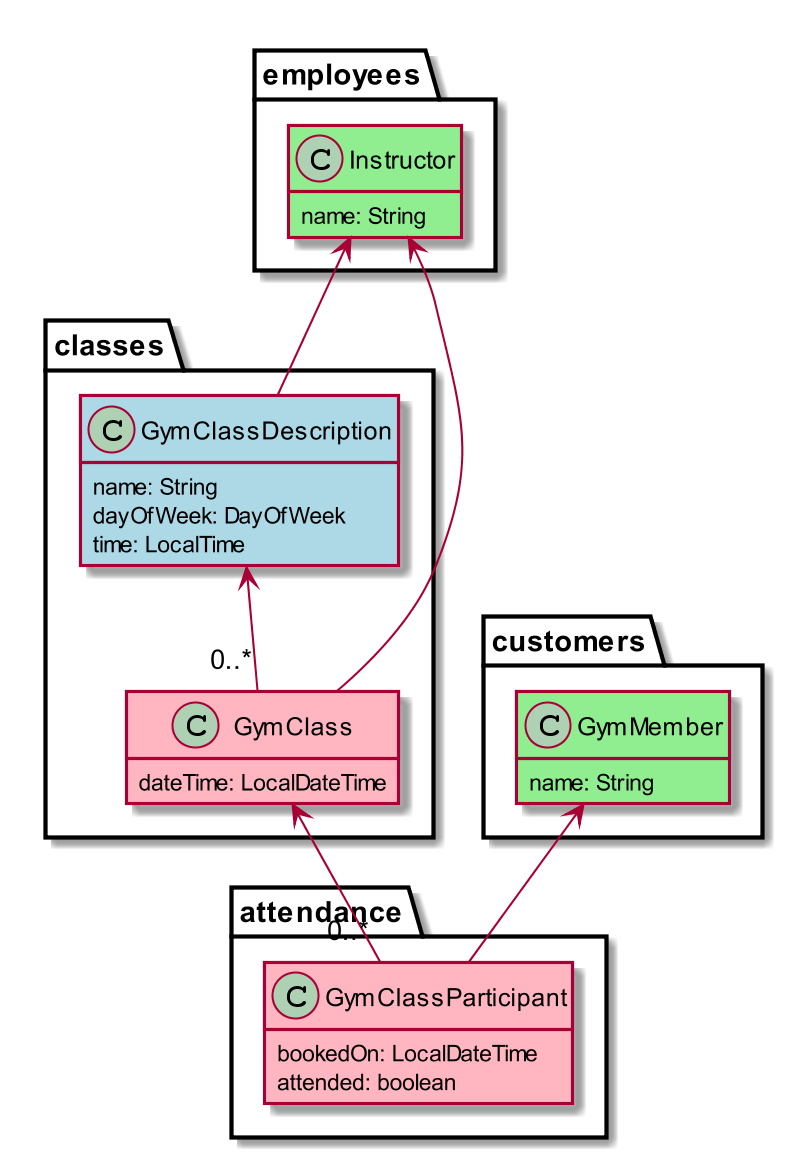 employees
C Instructor
name: String
classes
C GymClassDescription
name: String
dayOfWeek: DayOfWeek
time: LocalTime
0..*
customers
C GymClass
dateTime: LocalDateTime
C GymMember
name: String
attendance
0..*
C GymClassParticipant
bookedOn: LocalDateTime
attended: boolean